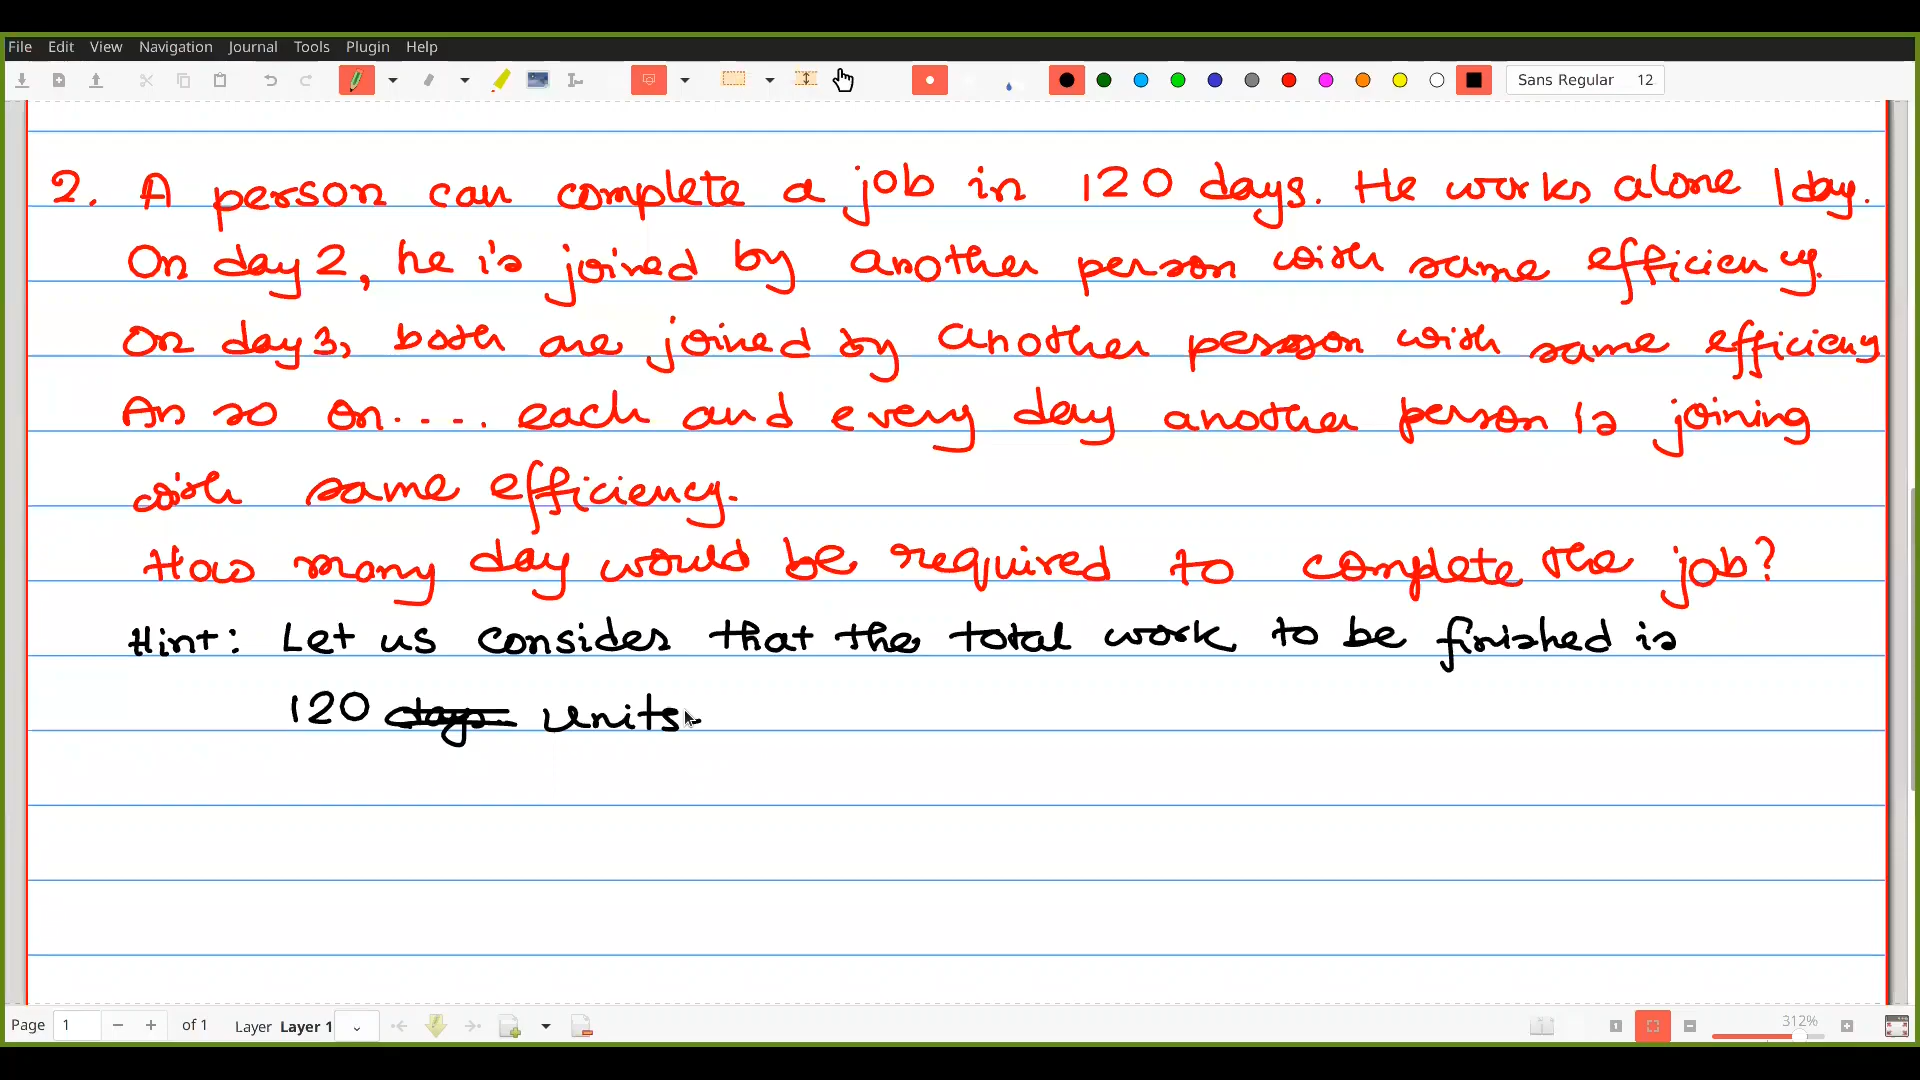 File Edit View Navigation Journal Tools Plugin Help
Sans Regular 12
2. A person can complete a job in 120 days. He works alone 1 day.
On day 2, he is joined by another person with same efficiency.
On day 3, both are joined by another person with same efficiency
An so on..... each and every day another person is joining
with same efficiency.
How many day would be required to complete the job?
Hint: Let us consider that the total work to be finished is
120 days units.
Page 1 of 1 Layer Layer 1 312%